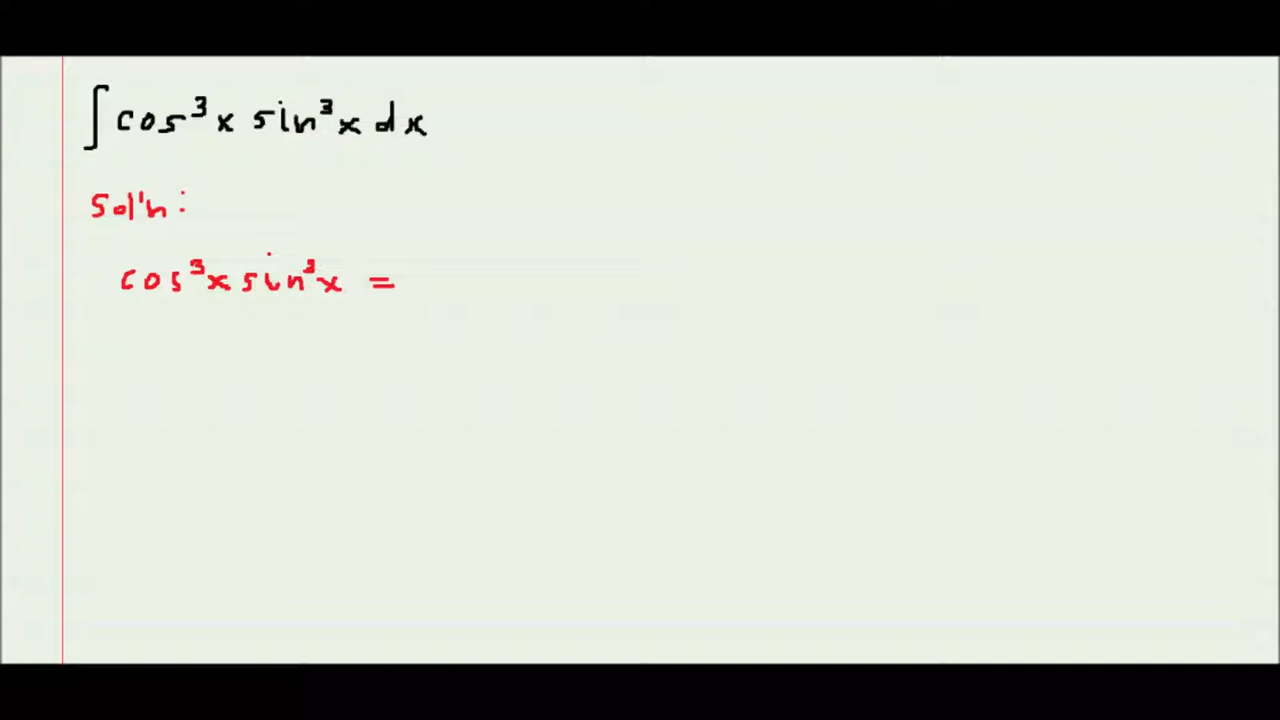 ∫cos³x sin³x dx
Sol'n:
cos³x sin³x =